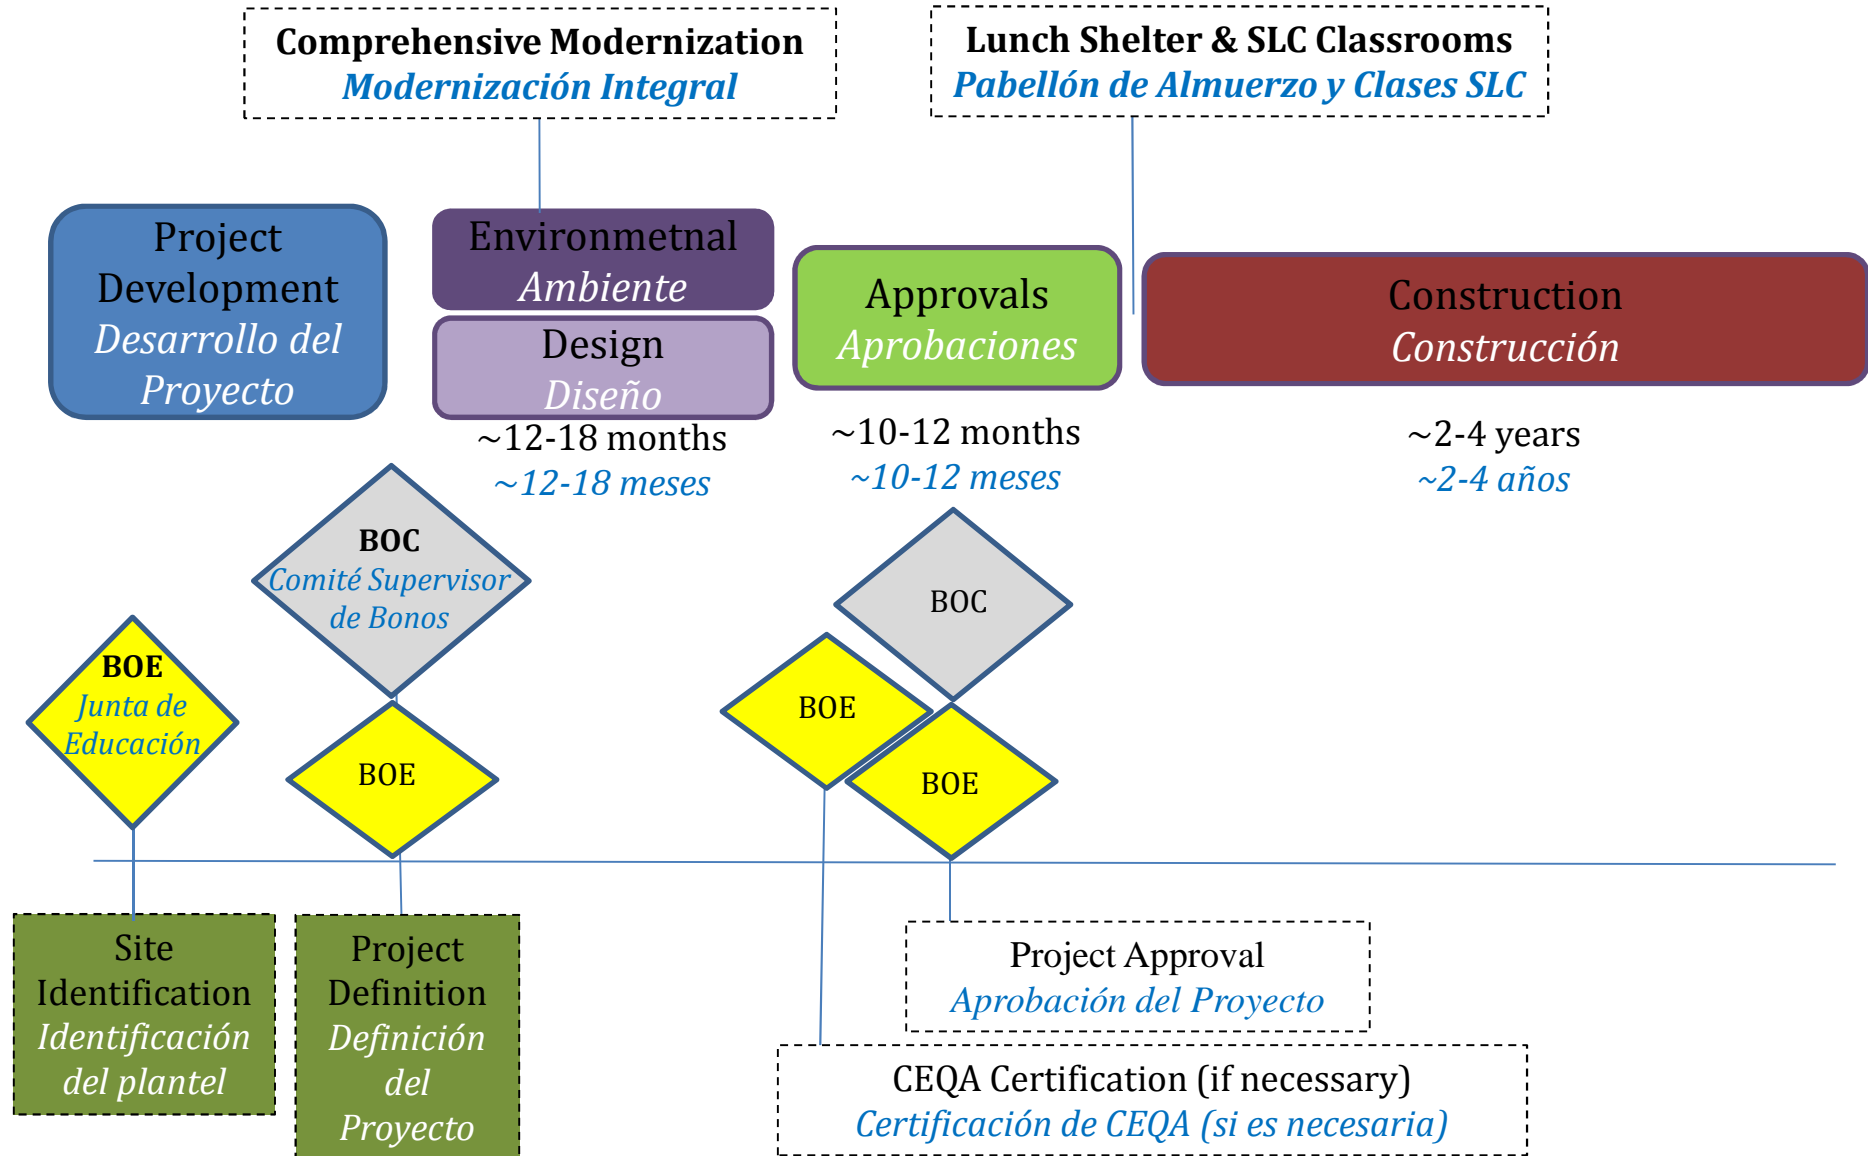 Comprehensive Modernization
Modernización Integral
Lunch Shelter & SLC Classrooms
Pabellón de Almuerzo y Clases SLC
Project
Development
Desarrollo del
Proyecto
Environmetnal
Ambiente
Design
Diseño
~12-18 months
~12-18 meses
Approvals
Aprobaciones
~10-12 months
~10-12 meses
Construction
Construcción
~2-4 years
~2-4 años
BOE
Junta de
Educación
BOC
Comité Supervisor
de Bonos
BOE
BOC
BOE
BOE
Site
Identification
Identificación
del plantel
Project
Definition
Definición
del
Proyecto
Project Approval
Aprobación del Proyecto
CEQA Certification (if necessary)
Certificación de CEQA (si es necesaria)